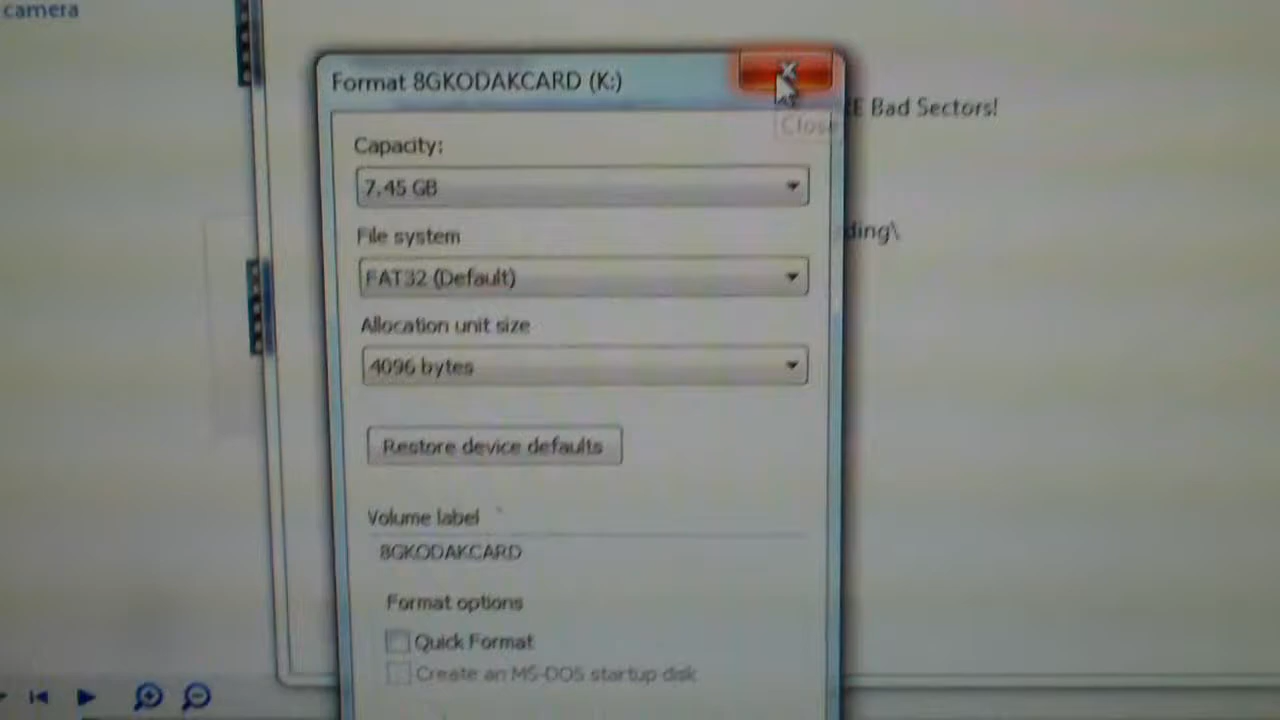 camera
Format 8GKODAKCARD (K:)
E Bad Sectors!
Close
Capacity:
7.45 GB
ding\
File system
FAT32 (Default)
Allocation unit size
4096 bytes
Restore device defaults
Volume label
8GKODAKCARD
Format options
Quick Format
Create an MS-DOS startup disk